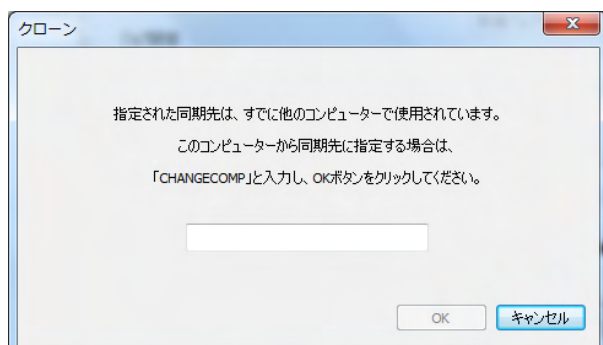 クローン
指定された同期先は、すでに他のコンピューターで使用されています。
このコンピューターから同期先に指定する場合は、
「CHANGECOMP」と入力し、OKボタンをクリックしてください。
OK
キャンセル